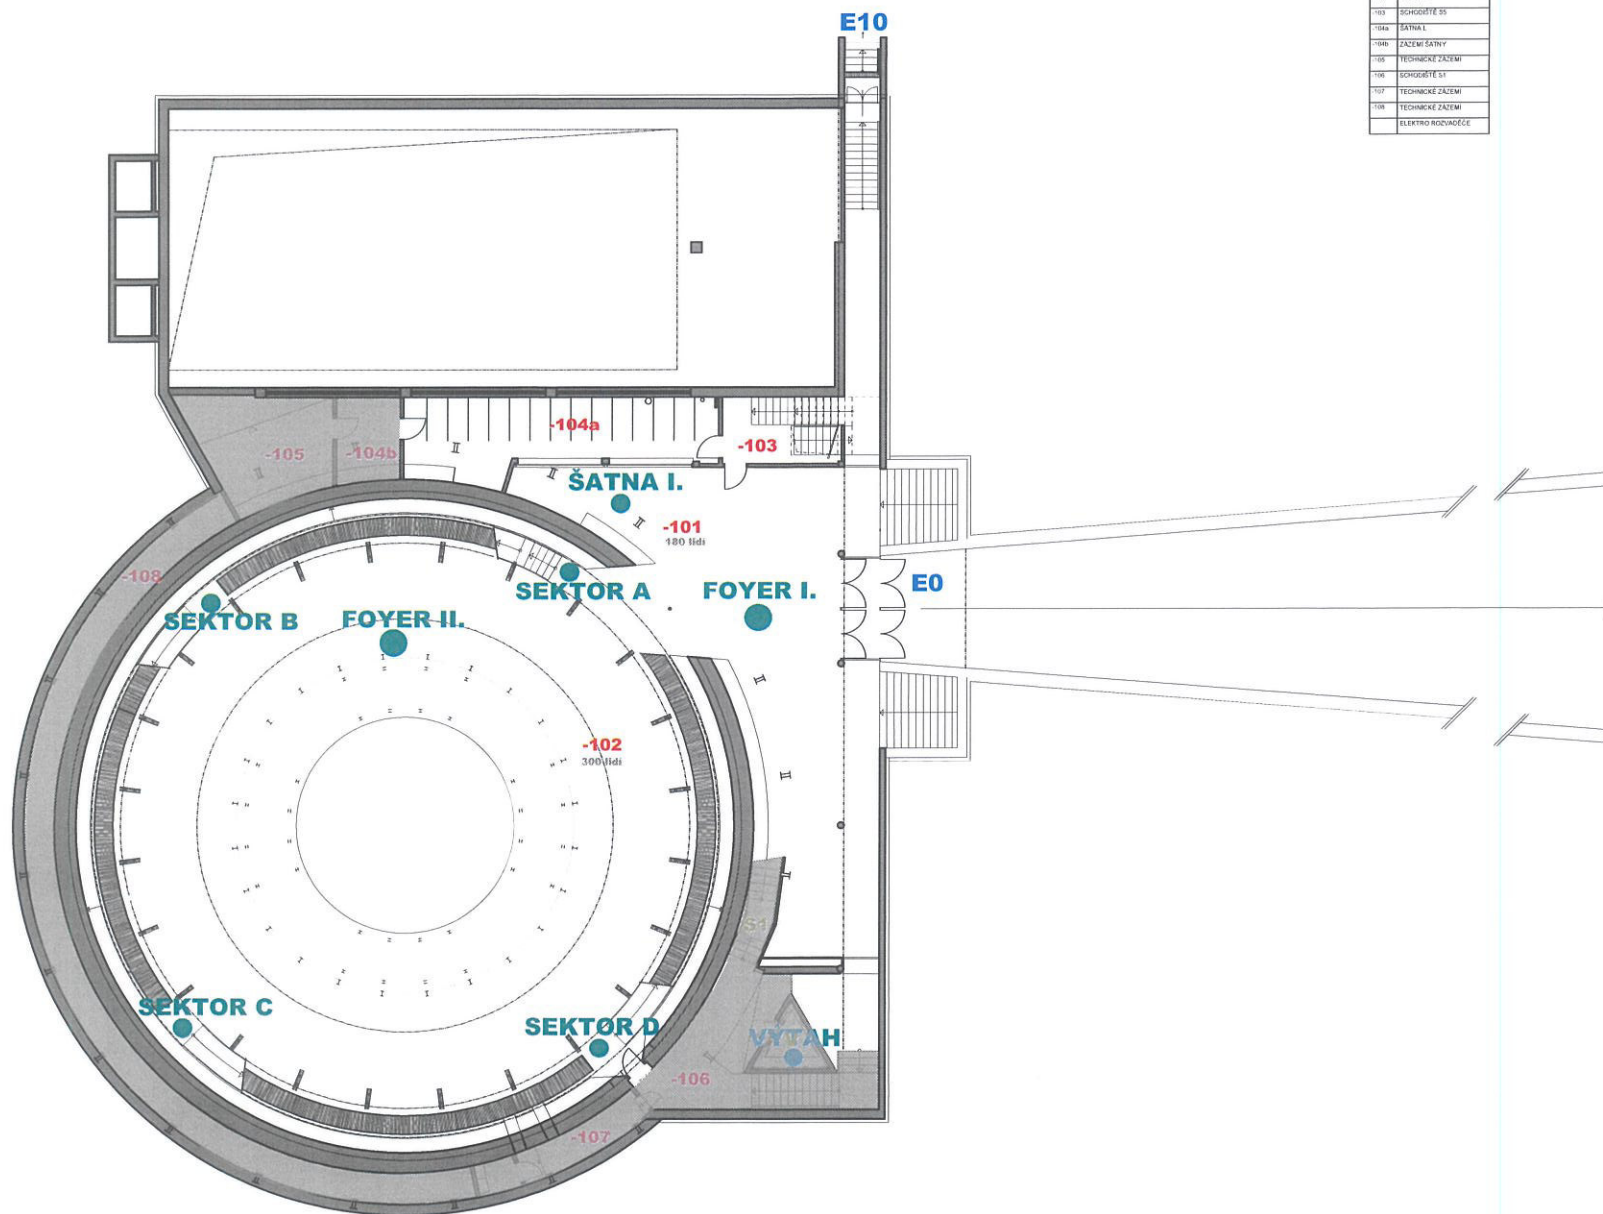 E10
-103 SCHODIŠTĚ S5
-104a ŠATNA I.
-104b ZÁZEMÍ ŠATNY
-105 TECHNICKÉ ZÁZEMÍ
-106 SCHODIŠTĚ S1
-107 TECHNICKÉ ZÁZEMÍ
-108 TECHNICKÉ ZÁZEMÍ
ELEKTRO ROZVADĚČE
-104a
-103
-105
-104b
ŠATNA I.
-101
180 lidí
-108
SEKTOR A
FOYER I.
E0
SEKTOR B
FOYER II.
-102
300 lidí
S1
SEKTOR C
SEKTOR D
VÝTAH
-106
-107